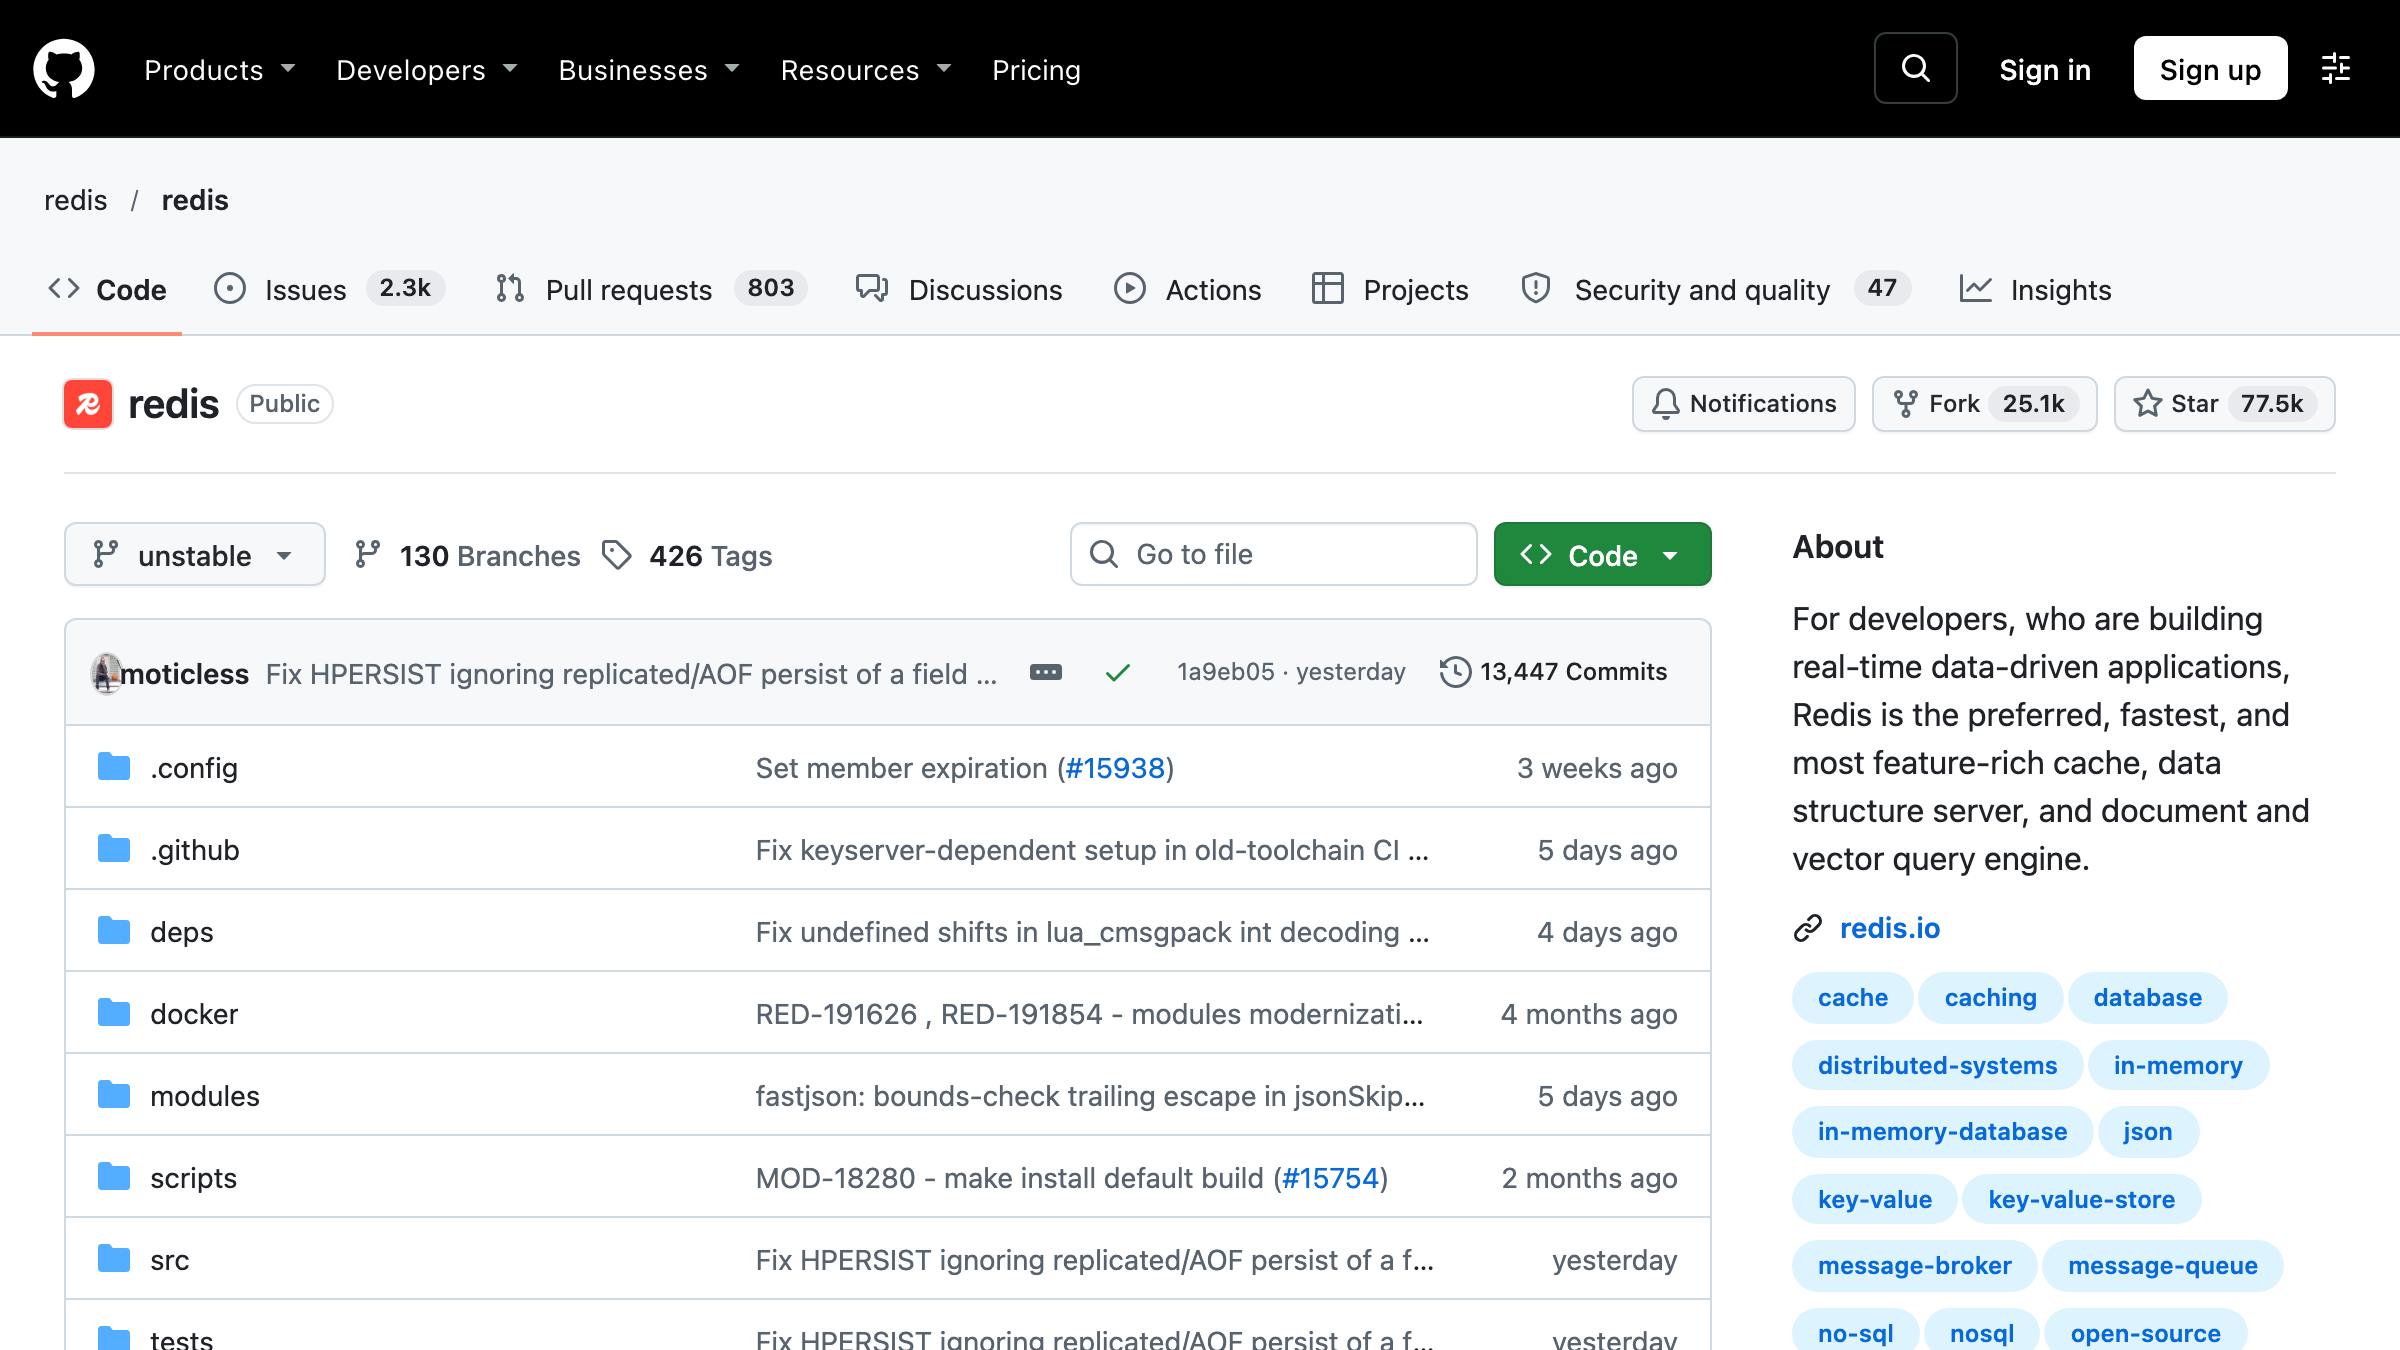 Products Developers Businesses Resources Pricing Sign in Sign up
redis / redis
Code Issues 2.3k Pull requests 803 Discussions Actions Projects Security and quality 47 Insights
redis Public Notifications Fork 25.1k Star 77.5k
unstable 130 Branches 426 Tags Go to file Code
moticless Fix HPERSIST ignoring replicated/AOF persist of a field ... 1a9eb05 · yesterday 13,447 Commits
.config Set member expiration (#15938) 3 weeks ago
.github Fix keyserver-dependent setup in old-toolchain CI ... 5 days ago
deps Fix undefined shifts in lua_cmsgpack int decoding ... 4 days ago
docker RED-191626 , RED-191854 - modules modernizati... 4 months ago
modules fastjson: bounds-check trailing escape in jsonSkip... 5 days ago
scripts MOD-18280 - make install default build (#15754) 2 months ago
src Fix HPERSIST ignoring replicated/AOF persist of a f... yesterday
tests Fix HPERSIST ignoring replicated/AOF persist of a f... yesterday
About
For developers, who are building
real-time data-driven applications,
Redis is the preferred, fastest, and
most feature-rich cache, data
structure server, and document and
vector query engine.
redis.io
cache caching database
distributed-systems in-memory
in-memory-database json
key-value key-value-store
message-broker message-queue
no-sql nosql open-source